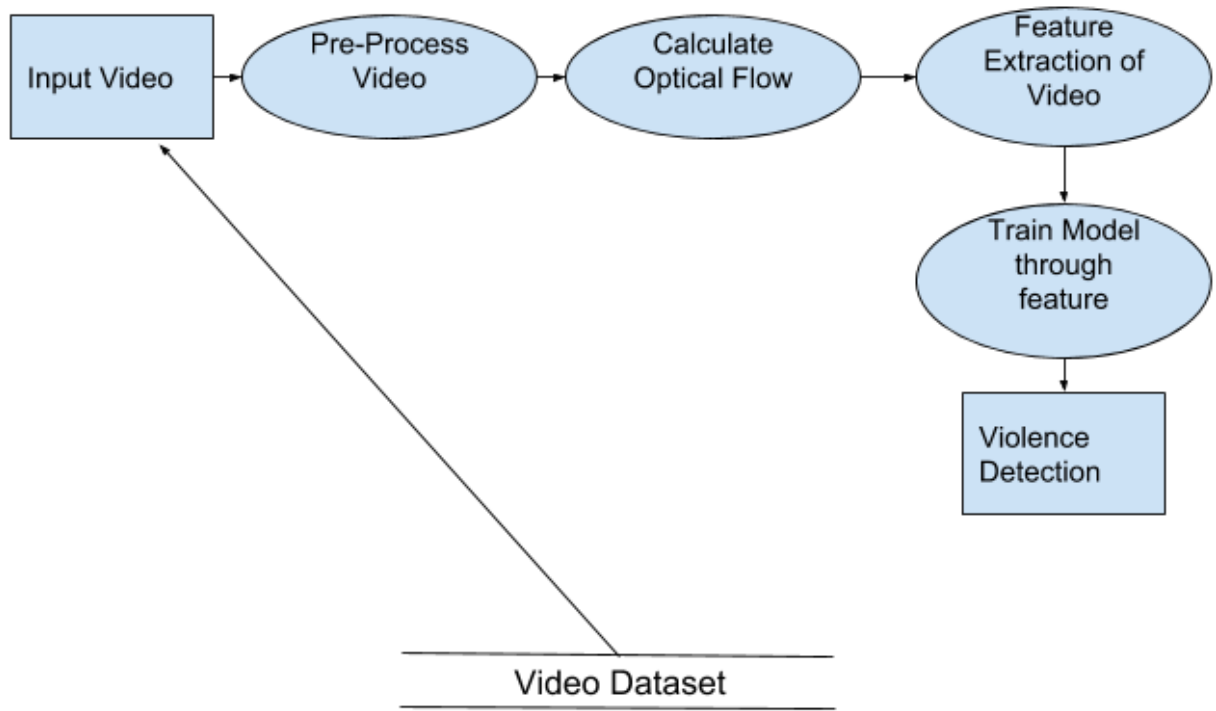 Input Video
Pre-Process
Video
Calculate
Optical Flow
Feature
Extraction of
Video
Train Model
through
feature
Violence
Detection
Video Dataset